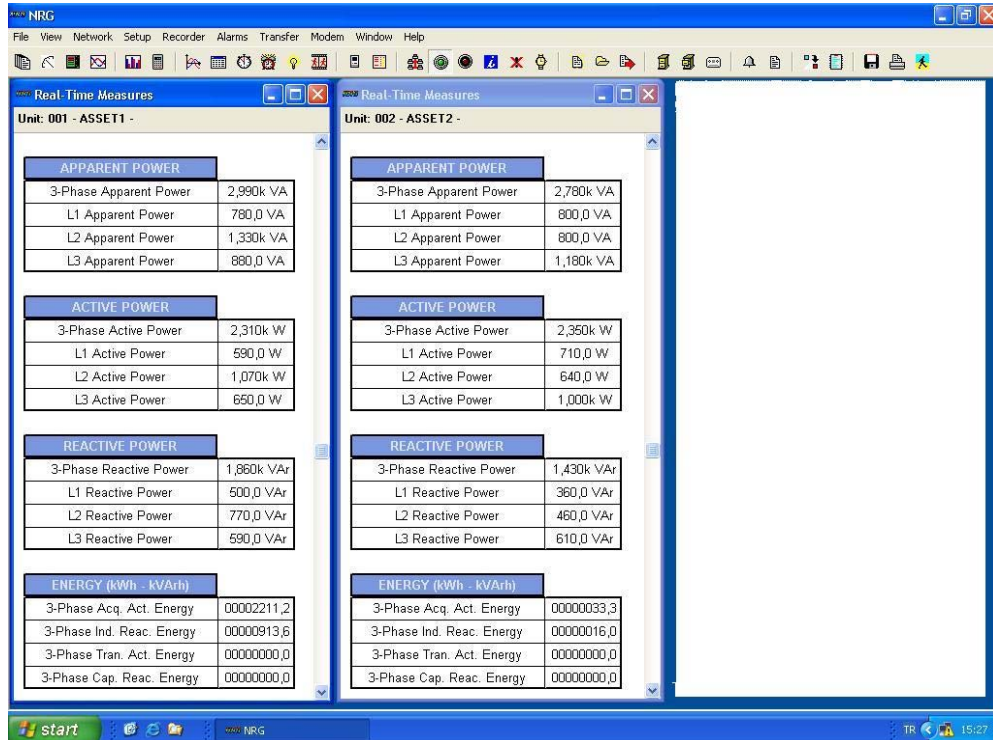 NRG
File View Network Setup Recorder Alarms Transfer Modem Window Help
Real-Time Measures
Unit: 001 - ASSET1 -
APPARENT POWER
3-Phase Apparent Power 2,990k VA
L1 Apparent Power 780,0 VA
L2 Apparent Power 1,330k VA
L3 Apparent Power 880,0 VA
ACTIVE POWER
3-Phase Active Power 2,310k W
L1 Active Power 590,0 W
L2 Active Power 1,070k W
L3 Active Power 650,0 W
REACTIVE POWER
3-Phase Reactive Power 1,860k VAr
L1 Reactive Power 500,0 VAr
L2 Reactive Power 770,0 VAr
L3 Reactive Power 590,0 VAr
ENERGY (kWh - kVArh)
3-Phase Acq. Act. Energy 00002211,2
3-Phase Ind. Reac. Energy 00000913,6
3-Phase Tran. Act. Energy 00000000,0
3-Phase Cap. Reac. Energy 00000000,0
Real-Time Measures
Unit: 002 - ASSET2 -
APPARENT POWER
3-Phase Apparent Power 2,780k VA
L1 Apparent Power 800,0 VA
L2 Apparent Power 800,0 VA
L3 Apparent Power 1,180k VA
ACTIVE POWER
3-Phase Active Power 2,350k W
L1 Active Power 710,0 W
L2 Active Power 640,0 W
L3 Active Power 1,000k W
REACTIVE POWER
3-Phase Reactive Power 1,430k VAr
L1 Reactive Power 360,0 VAr
L2 Reactive Power 460,0 VAr
L3 Reactive Power 610,0 VAr
ENERGY (kWh - kVArh)
3-Phase Acq. Act. Energy 00000033,3
3-Phase Ind. Reac. Energy 00000016,0
3-Phase Tran. Act. Energy 00000000,0
3-Phase Cap. Reac. Energy 00000000,0
start NRG TR 15:27